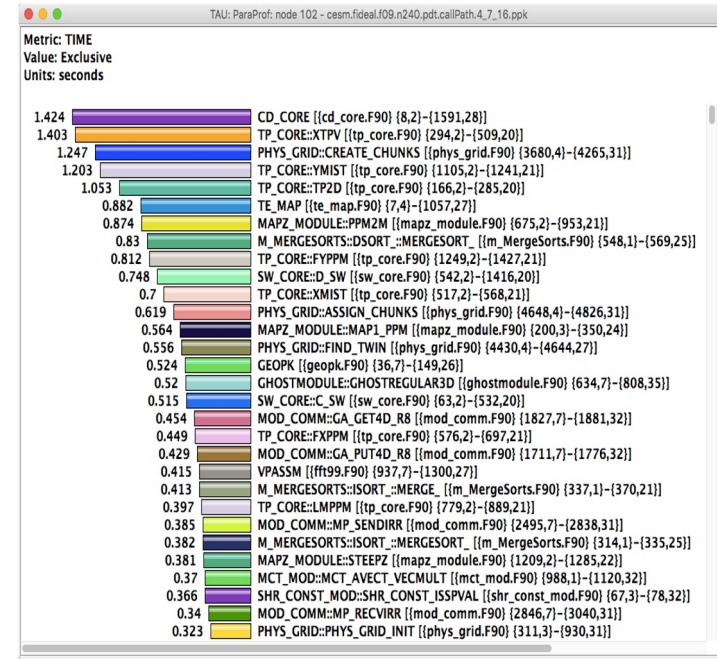 TAU: ParaProf: node 102 - cesm.fideal.f09.n240.pdt.callPath.4_7_16.ppk
Metric: TIME
Value: Exclusive
Units: seconds
1.424 CD_CORE [{cd_core.F90} {8,2}-{1591,28}]
1.403 TP_CORE::XTPV [{tp_core.F90} {294,2}-{509,20}]
1.247 PHYS_GRID::CREATE_CHUNKS [{phys_grid.F90} {3680,4}-{4265,31}]
1.203 TP_CORE::YMIST [{tp_core.F90} {1105,2}-{1241,21}]
1.053 TP_CORE::TP2D [{tp_core.F90} {166,2}-{285,20}]
0.882 TE_MAP [{te_map.F90} {7,4}-{1057,27}]
0.874 MAPZ_MODULE::PPM2M [{mapz_module.F90} {675,2}-{953,21}]
0.83 M_MERGESORTS::DSORT_::MERGESORT_ [{m_MergeSorts.F90} {548,1}-{569,25}]
0.812 TP_CORE::FYPPM [{tp_core.F90} {1249,2}-{1427,21}]
0.748 SW_CORE::D_SW [{sw_core.F90} {542,2}-{1416,20}]
0.7 TP_CORE::XMIST [{tp_core.F90} {517,2}-{568,21}]
0.619 PHYS_GRID::ASSIGN_CHUNKS [{phys_grid.F90} {4648,4}-{4826,31}]
0.564 MAPZ_MODULE::MAP1_PPM [{mapz_module.F90} {200,3}-{350,24}]
0.556 PHYS_GRID::FIND_TWIN [{phys_grid.F90} {4430,4}-{4644,27}]
0.524 GEOPK [{geopk.F90} {36,7}-{149,26}]
0.52 GHOSTMODULE::GHOSTREGULAR3D [{ghostmodule.F90} {634,7}-{808,35}]
0.515 SW_CORE::C_SW [{sw_core.F90} {63,2}-{532,20}]
0.454 MOD_COMM::GA_GET4D_R8 [{mod_comm.F90} {1827,7}-{1881,32}]
0.449 TP_CORE::FXPPM [{tp_core.F90} {576,2}-{697,21}]
0.429 MOD_COMM::GA_PUT4D_R8 [{mod_comm.F90} {1711,7}-{1776,32}]
0.415 VPASSM [{fft99.F90} {937,7}-{1300,27}]
0.413 M_MERGESORTS::ISORT_::MERGE_ [{m_MergeSorts.F90} {337,1}-{370,21}]
0.397 TP_CORE::LMPPM [{tp_core.F90} {779,2}-{889,21}]
0.385 MOD_COMM::MP_SENDIRR [{mod_comm.F90} {2495,7}-{2838,31}]
0.382 M_MERGESORTS::ISORT_::MERGESORT_ [{m_MergeSorts.F90} {314,1}-{335,25}]
0.381 MAPZ_MODULE::STEEPZ [{mapz_module.F90} {1209,2}-{1285,22}]
0.37 MCT_MOD::MCT_AVECT_VECMULT [{mct_mod.F90} {988,1}-{1120,32}]
0.366 SHR_CONST_MOD::SHR_CONST_ISSPVAL [{shr_const_mod.F90} {67,3}-{78,32}]
0.34 MOD_COMM::MP_RECVIRR [{mod_comm.F90} {2846,7}-{3040,31}]
0.323 PHYS_GRID::PHYS_GRID_INIT [{phys_grid.F90} {311,3}-{930,31}]